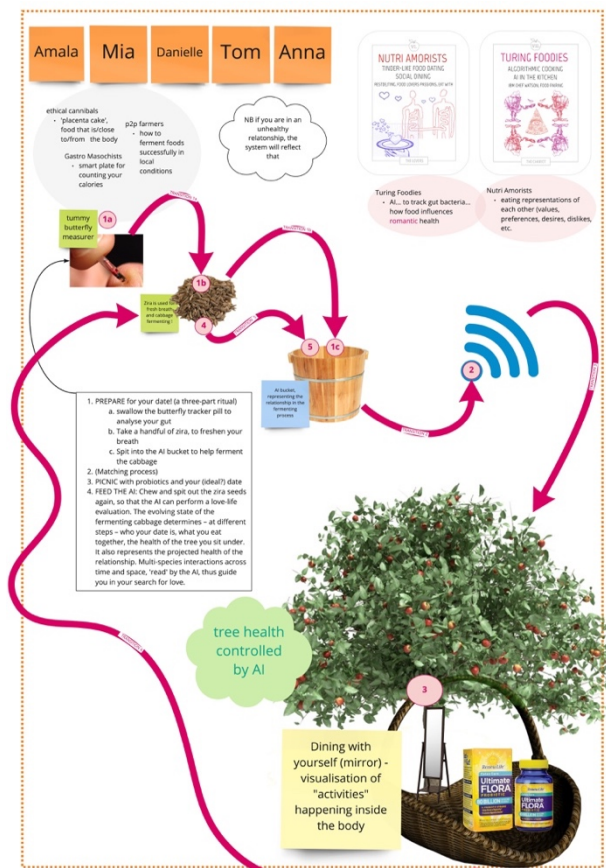 Amala
Mia
Danielle
Tom
Anna
ethical cannibals
- 'placenta cake',
food that is/close
to/from the body
p2p farmers
- how to
ferment foods
successfully in
local
conditions
Gastro Masochists
- smart plate for
counting your
calories
NB if you are in an
unhealthy
relationship, the
system will reflect
that
NUTRI AMORISTS
TINDER-LIKE FOOD DATING
SOCIAL DINING
TURING FOODIES
ALGORITHMIC COOKING
AI IN THE KITCHEN
IBM CHEF WATSON, FOOD PAIRING
Turing Foodies
- AI... to track gut bacteria...
how food influences
romantic health
Nutri Amorists
- eating representations of
each other (values,
preferences, desires, dislikes,
etc.
tummy
butterfly
measurer
1a
1b
4
Zira is used for
fresh breath
and cabbage
fermenting !
5
1c
AI bucket,
representing the
relationship in the
fermenting
process
2
1. PREPARE for your date! (a three-part ritual)
a. swallow the butterfly tracker pill to
analyse your gut
b. Take a handful of zira, to freshen your
breath
c. Spit into the AI bucket to help ferment
the cabbage
2. (Matching process)
3. PICNIC with probiotics and your (ideal?) date
4. FEED THE AI: Chew and spit out the zira seeds
again, so that the AI can perform a love-life
evaluation. The evolving state of the
fermenting cabbage determines – at different
steps – who your date is, what you eat
together, the health of the tree you sit under.
It also represents the projected health of the
relationship. Multi-species interactions across
time and space, 'read' by the AI, thus guide
you in your search for love.
tree health
controlled
by AI
3
Dining with
yourself (mirror) -
visualisation of
"activities"
happening inside
the body
Ultimate
FLORA
Ultimate
FLORA